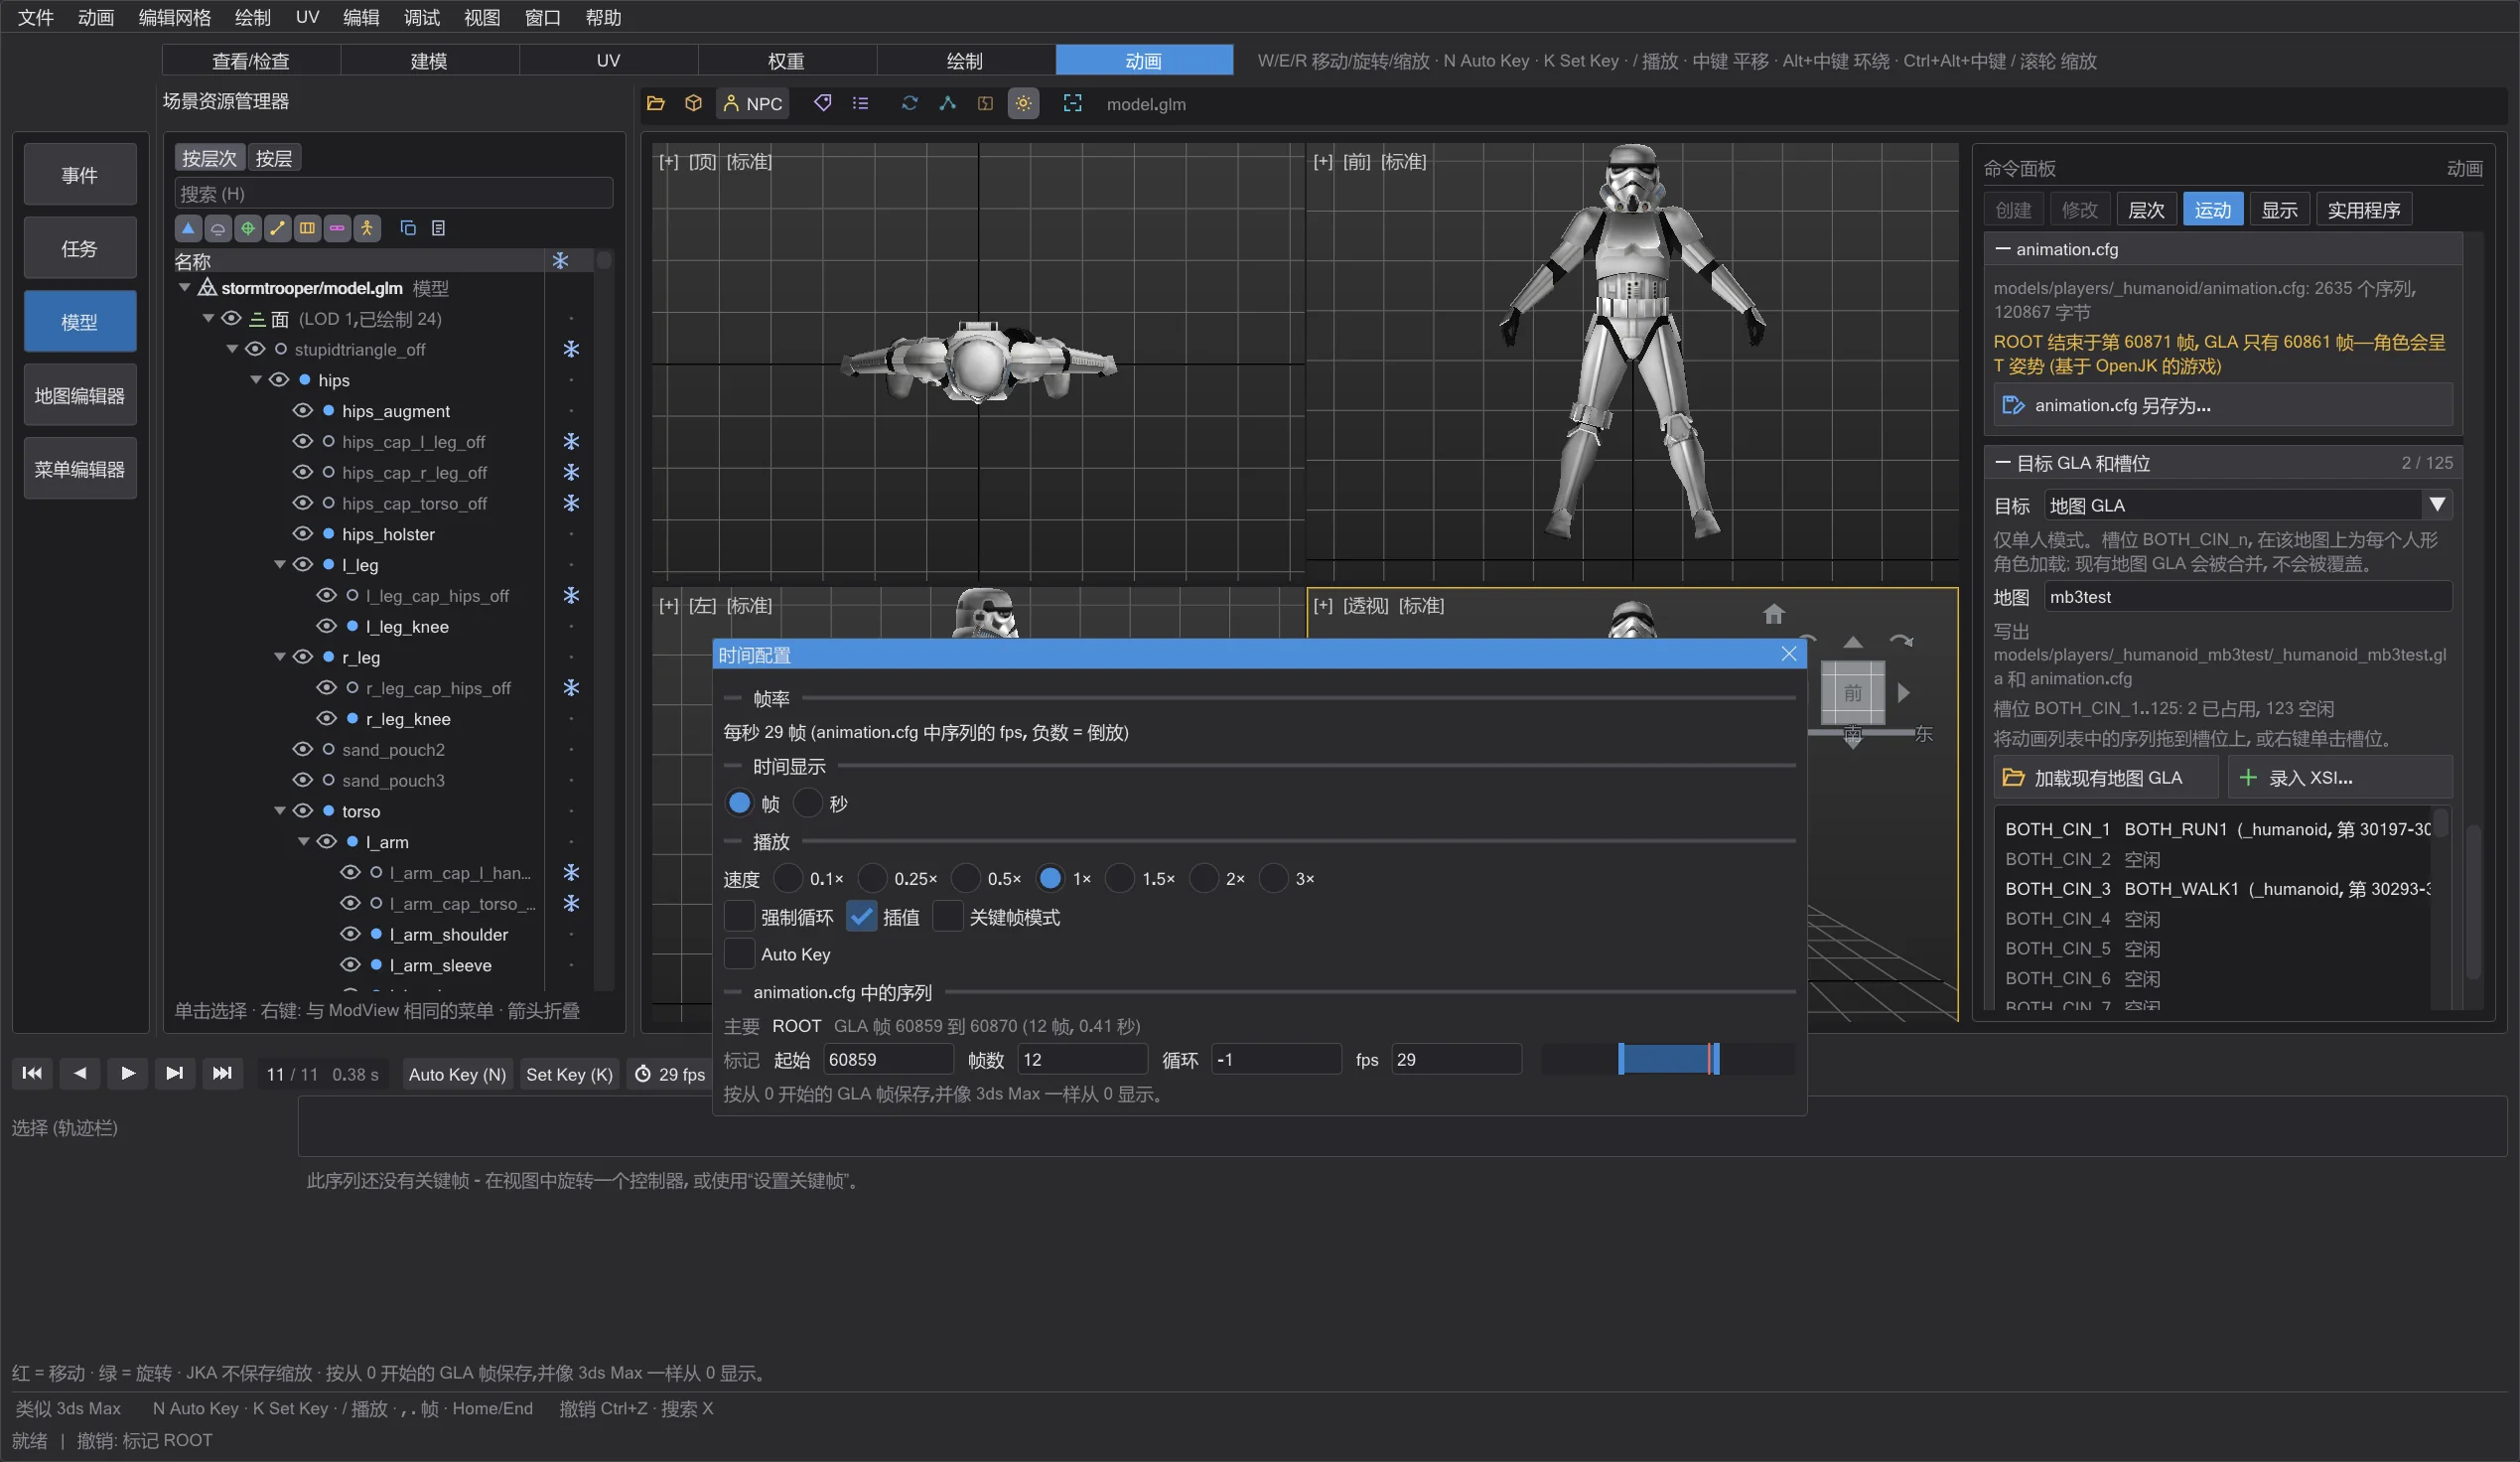 文件 动画 编辑网格 绘制 UV 编辑 调试 视图 窗口 帮助
查看/检查 建模 UV 权重 绘制 动画 W/E/R 移动/旋转/缩放 · N Auto Key · K Set Key · / 播放 · 中键 平移 · Alt+中键 环绕 · Ctrl+Alt+中键 / 滚轮 缩放
场景资源管理器
NPC model.glm
事件
任务
模型
地图编辑器
菜单编辑器
按层次 按层
搜索 (H)
名称
stormtrooper/model.glm 模型
面 (LOD 1,已绘制 24)
stupidtriangle_off
hips
hips_augment
hips_cap_l_leg_off
hips_cap_r_leg_off
hips_cap_torso_off
hips_holster
l_leg
l_leg_cap_hips_off
l_leg_knee
r_leg
r_leg_cap_hips_off
r_leg_knee
sand_pouch2
sand_pouch3
torso
l_arm
l_arm_cap_l_han...
l_arm_cap_torso_...
l_arm_shoulder
l_arm_sleeve
单击选择 · 右键: 与 ModView 相同的菜单 · 箭头折叠
[+] [顶] [标准]
[+] [前] [标准]
[+] [左] [标准]
[+] [透视] [标准]
前
南 东
命令面板 动画
创建 修改 层次 运动 显示 实用程序
animation.cfg
models/players/_humanoid/animation.cfg: 2635 个序列,
120867 字节
ROOT 结束于第 60871 帧, GLA 只有 60861 帧—角色会呈
T 姿势 (基于 OpenJK 的游戏)
animation.cfg 另存为...
目标 GLA 和槽位 2 / 125
目标 地图 GLA
仅单人模式。槽位 BOTH_CIN_n, 在该地图上为每个人形
角色加载; 现有地图 GLA 会被合并, 不会被覆盖。
地图 mb3test
写出
models/players/_humanoid_mb3test/_humanoid_mb3test.gl
a 和 animation.cfg
槽位 BOTH_CIN_1..125: 2 已占用, 123 空闲
将动画列表中的序列拖到槽位上, 或右键单击槽位。
加载现有地图 GLA 录入 XSI...
BOTH_CIN_1 BOTH_RUN1 (_humanoid, 第 30197-30
BOTH_CIN_2 空闲
BOTH_CIN_3 BOTH_WALK1 (_humanoid, 第 30293-3
BOTH_CIN_4 空闲
BOTH_CIN_5 空闲
BOTH_CIN_6 空闲
BOTH_CIN_7 空闲
时间配置
帧率
每秒 29 帧 (animation.cfg 中序列的 fps, 负数 = 倒放)
时间显示
帧 秒
播放
速度 0.1× 0.25× 0.5× 1× 1.5× 2× 3×
强制循环 插值 关键帧模式
Auto Key
animation.cfg 中的序列
主要 ROOT GLA 帧 60859 到 60870 (12 帧, 0.41 秒)
标记 起始 60859 帧数 12 循环 -1 fps 29
按从 0 开始的 GLA 帧保存,并像 3ds Max 一样从 0 显示。
11 / 11 0.38 s Auto Key (N) Set Key (K) 29 fps
选择 (轨迹栏)
此序列还没有关键帧 - 在视图中旋转一个控制器, 或使用“设置关键帧”。
红 = 移动 · 绿 = 旋转 · JKA 不保存缩放 · 按从 0 开始的 GLA 帧保存,并像 3ds Max 一样从 0 显示。
类似 3ds Max N Auto Key · K Set Key · / 播放 · , . 帧 · Home/End 撤销 Ctrl+Z · 搜索 X
就绪 | 撤销: 标记 ROOT